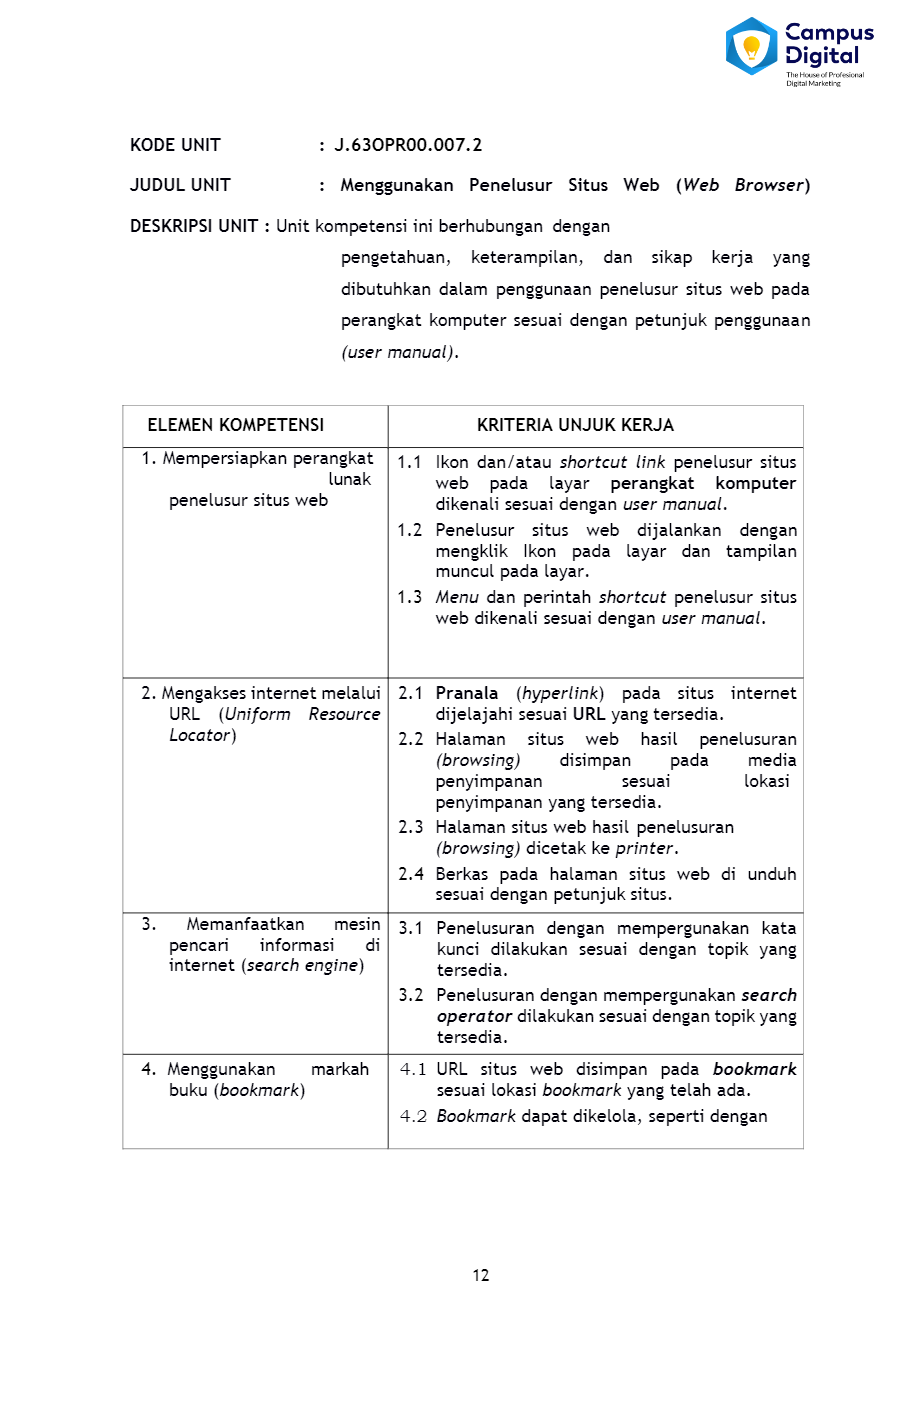 Campus
Digital
The House of Profesional
Digital Marketing
KODE UNIT : J.63OPR00.007.2
JUDUL UNIT : Menggunakan Penelusur Situs Web (Web Browser)
DESKRIPSI UNIT : Unit kompetensi ini berhubungan dengan
pengetahuan, keterampilan, dan sikap kerja yang
dibutuhkan dalam penggunaan penelusur situs web pada
perangkat komputer sesuai dengan petunjuk penggunaan
(user manual).
ELEMEN KOMPETENSI
KRITERIA UNJUK KERJA
1. Mempersiapkan perangkat
lunak
penelusur situs web
1.1 Ikon dan/atau shortcut link penelusur situs
web pada layar perangkat komputer
dikenali sesuai dengan user manual.
1.2 Penelusur situs web dijalankan dengan
mengklik Ikon pada layar dan tampilan
muncul pada layar.
1.3 Menu dan perintah shortcut penelusur situs
web dikenali sesuai dengan user manual.
2. Mengakses internet melalui
URL (Uniform Resource
Locator)
2.1 Pranala (hyperlink) pada situs internet
dijelajahi sesuai URL yang tersedia.
2.2 Halaman situs web hasil penelusuran
(browsing) disimpan pada media
penyimpanan sesuai lokasi
penyimpanan yang tersedia.
2.3 Halaman situs web hasil penelusuran
(browsing) dicetak ke printer.
2.4 Berkas pada halaman situs web di unduh
sesuai dengan petunjuk situs.
3. Memanfaatkan mesin
pencari informasi di
internet (search engine)
3.1 Penelusuran dengan mempergunakan kata
kunci dilakukan sesuai dengan topik yang
tersedia.
3.2 Penelusuran dengan mempergunakan search
operator dilakukan sesuai dengan topik yang
tersedia.
4. Menggunakan markah
buku (bookmark)
4.1 URL situs web disimpan pada bookmark
sesuai lokasi bookmark yang telah ada.
4.2 Bookmark dapat dikelola, seperti dengan
12